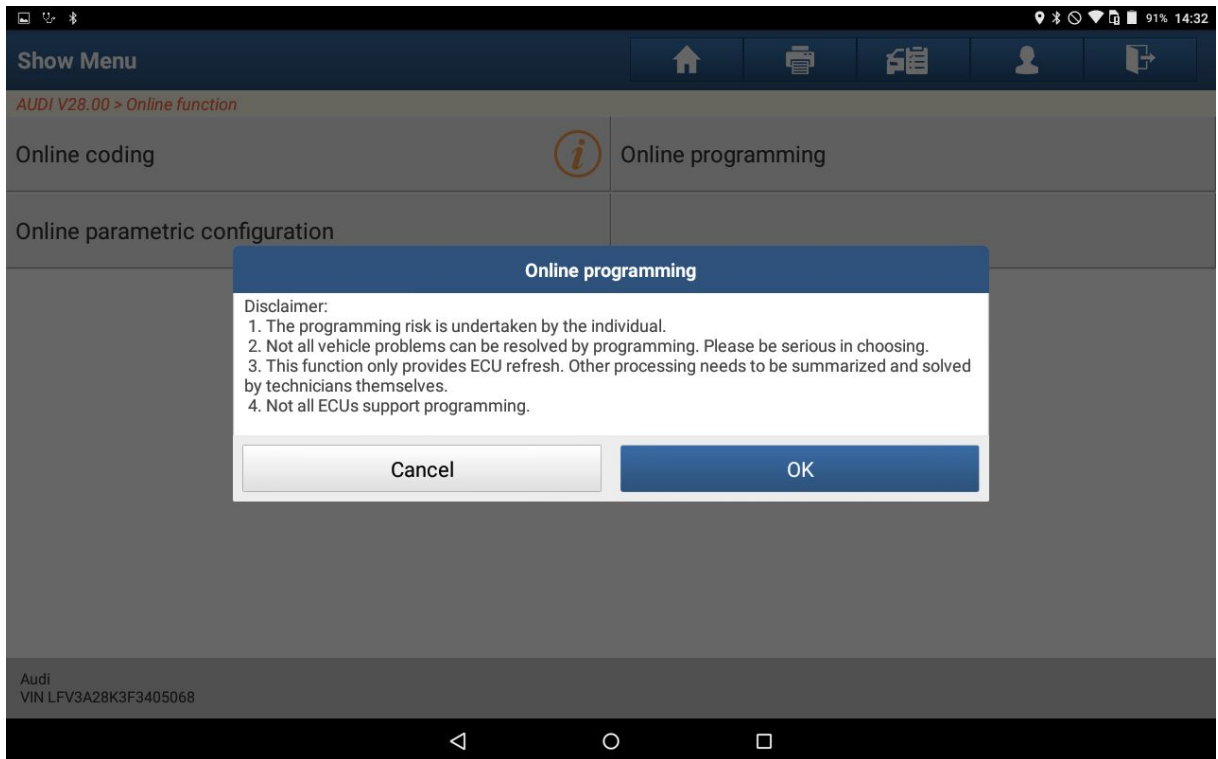 91% 14:32
Show Menu
AUDI V28.00 > Online function
Online coding
Online programming
Online parametric configuration
Online programming
Disclaimer:
1. The programming risk is undertaken by the individual.
2. Not all vehicle problems can be resolved by programming. Please be serious in choosing.
3. This function only provides ECU refresh. Other processing needs to be summarized and solved
by technicians themselves.
4. Not all ECUs support programming.
Cancel
OK
Audi
VIN LFV3A28K3F3405068